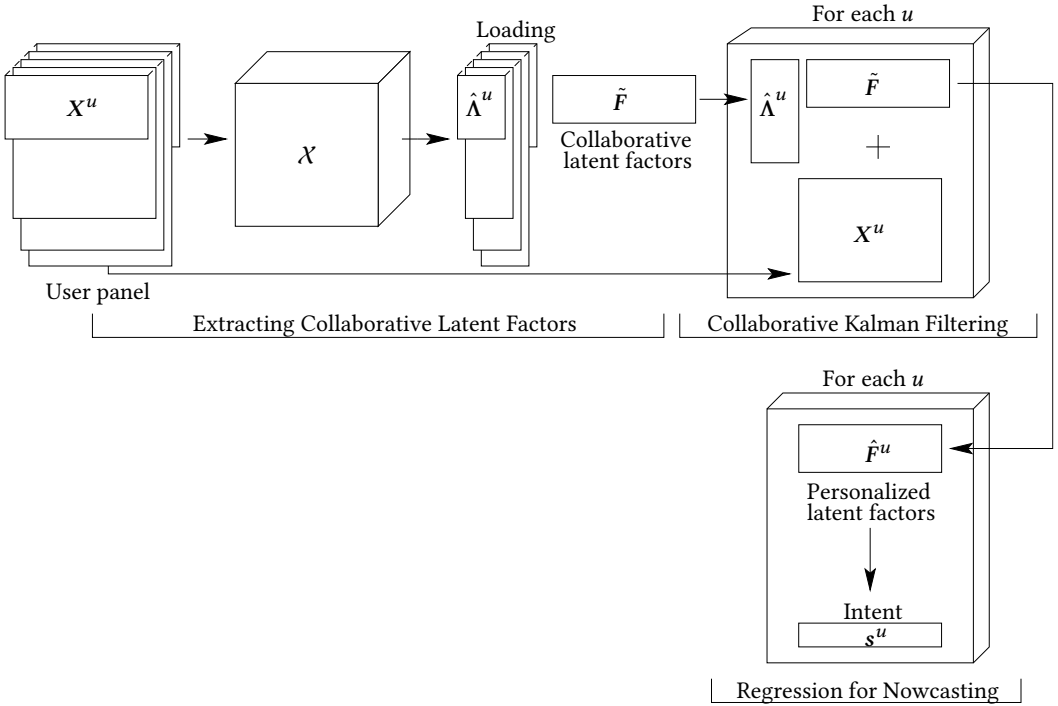 For each u
Loading
X^u
𝒳
Λ̂^u
F̃
Collaborative
latent factors
Λ̂^u
F̃
+
X^u
User panel
Extracting Collaborative Latent Factors
Collaborative Kalman Filtering
For each u
F̂^u
Personalized
latent factors
Intent
s^u
Regression for Nowcasting